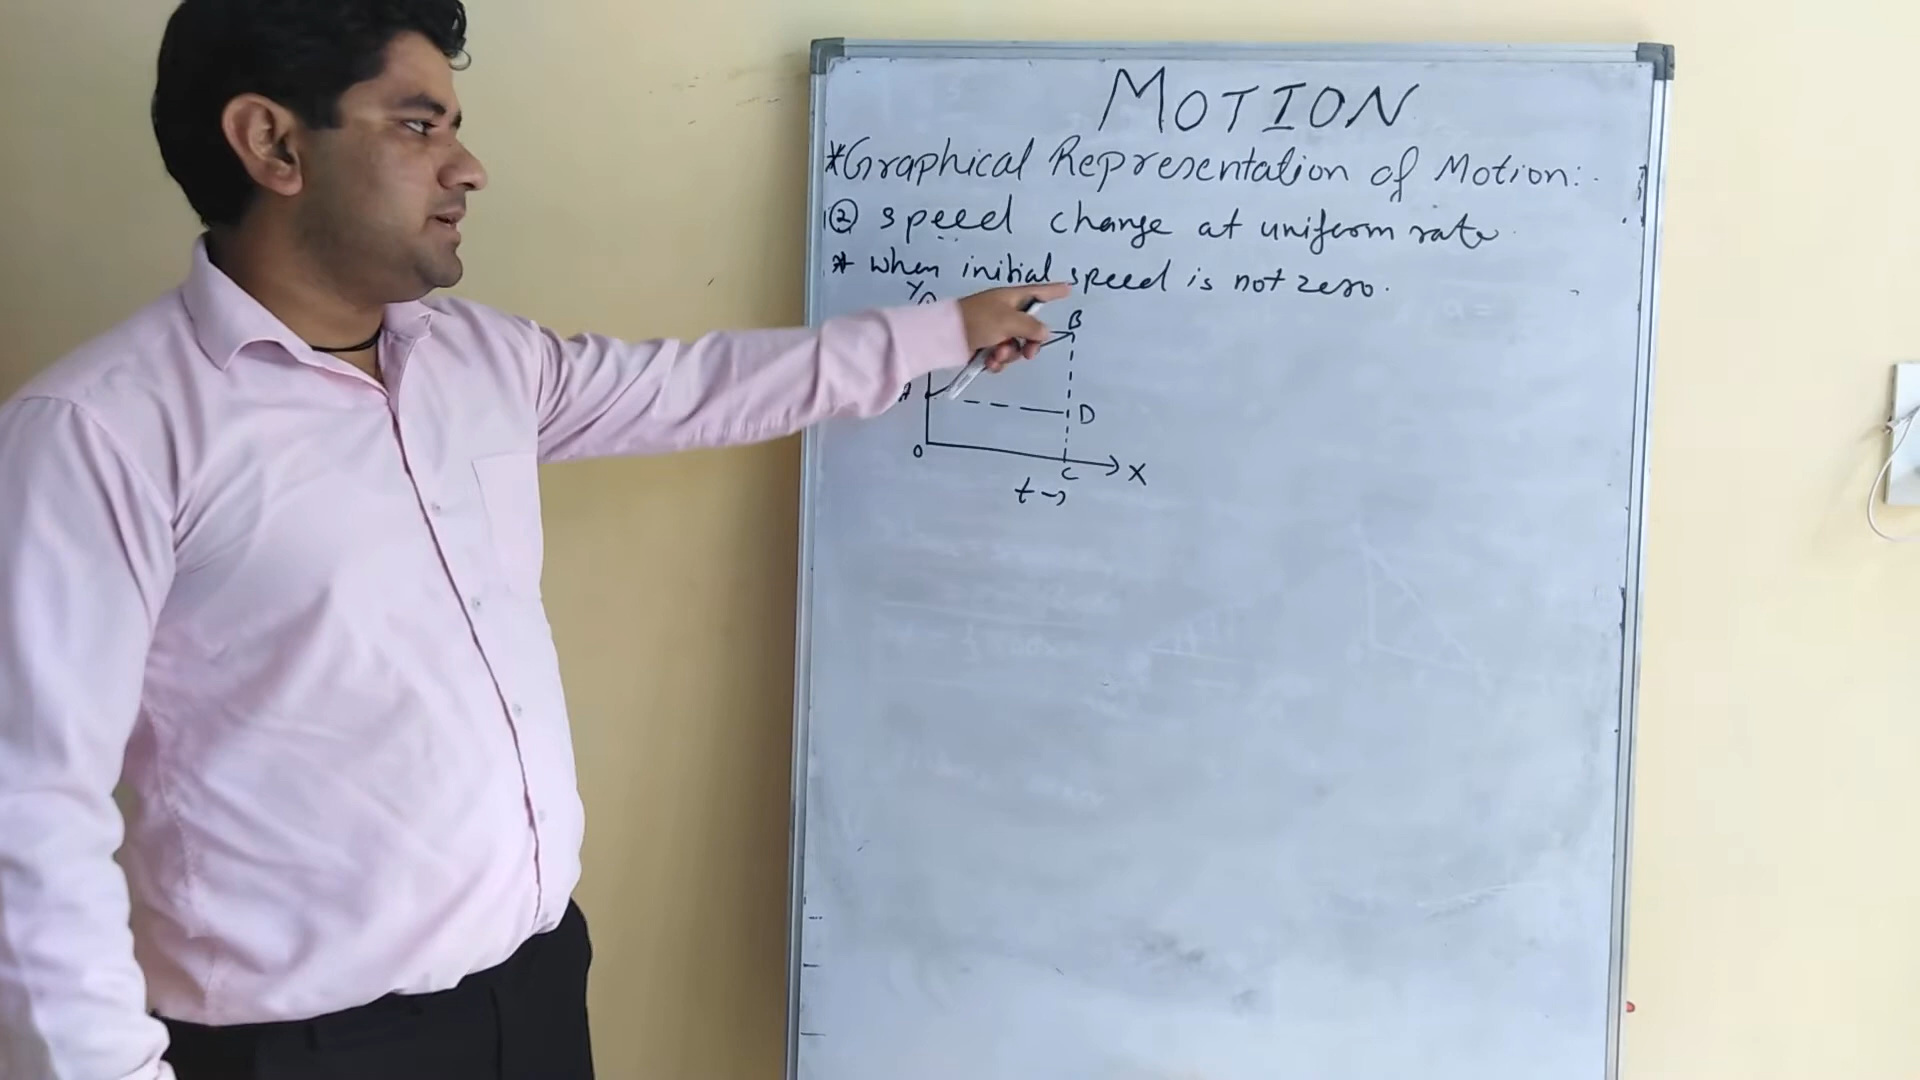 MOTION
*Graphical Representation of Motion:-
② speed change at uniform rate
* when initial speed is not zero.
Y
B
A
D
O
C
X
t→